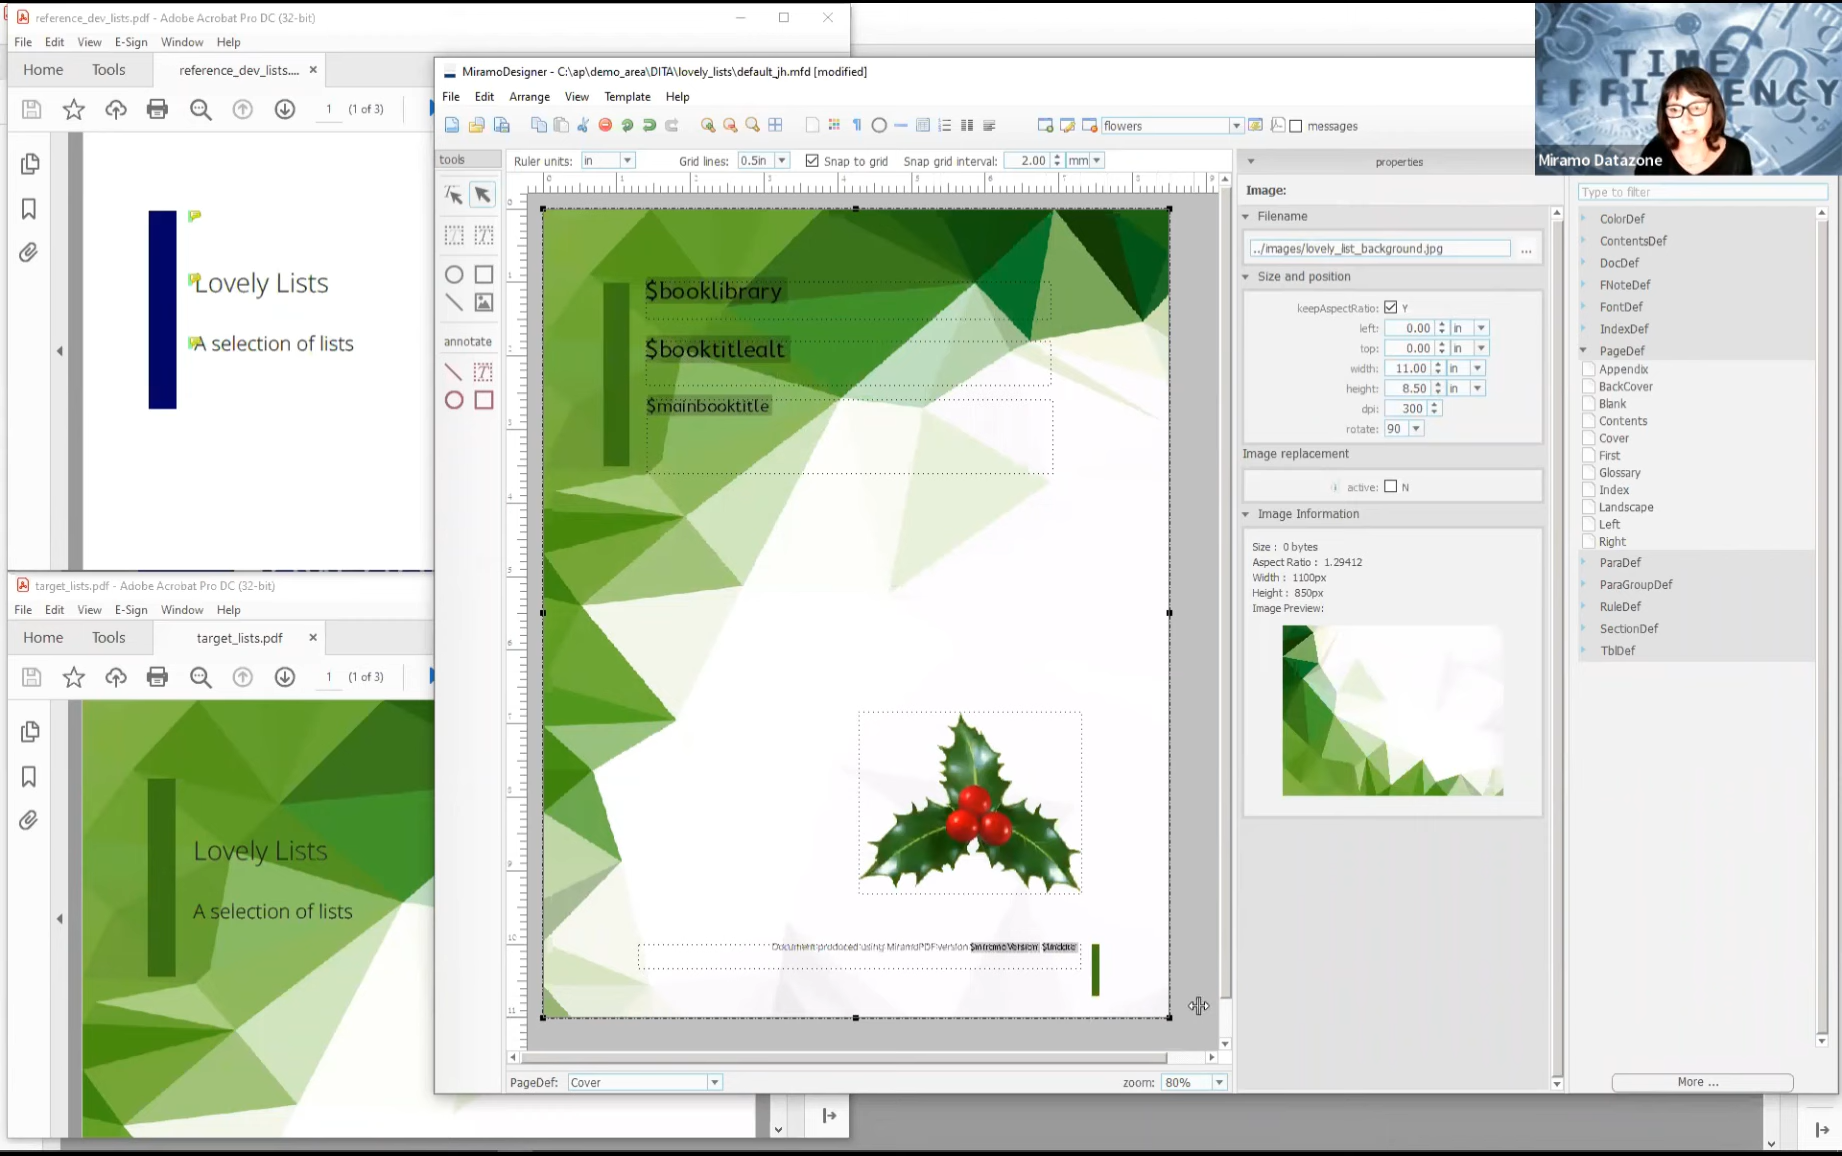 reference_dev_lists.pdf - Adobe Acrobat Pro DC (32-bit)
File Edit View E-Sign Window Help
Home Tools reference_dev_lists....
1 (1 of 3)
Lovely Lists
A selection of lists
target_lists.pdf - Adobe Acrobat Pro DC (32-bit)
File Edit View E-Sign Window Help
Home Tools target_lists.pdf
1 (1 of 3)
Lovely Lists
A selection of lists
MiramoDesigner - C:\ap\demo_area\DITA\lovely_lists\default_jh.mfd [modified]
File Edit Arrange View Template Help
flowers messages
tools Ruler units: in Grid lines: 0.5in Snap to grid Snap grid interval: 2.00 mm
annotate
$booklibrary
$booktitlealt
$mainbooktitle
Document produced using MiramoPDF version $miramoVersion
PageDef: Cover zoom: 80%
properties
Image:
Filename
../images/lovely_list_background.jpg ...
Size and position
keepAspectRatio: Y
left: 0.00 in
top: 0.00 in
width: 11.00 in
height: 8.50 in
dpi: 300
rotate: 90
Image replacement
active: N
Image Information
Size : 0 bytes
Aspect Ratio : 1.29412
Width : 1100px
Height : 850px
Image Preview:
TIME
EFFICIENCY
Miramo Datazone
Type to filter
ColorDef
ContentsDef
DocDef
FNoteDef
FontDef
IndexDef
PageDef
Appendix
BackCover
Blank
Contents
Cover
First
Glossary
Index
Landscape
Left
Right
ParaDef
ParaGroupDef
RuleDef
SectionDef
TblDef
More ...